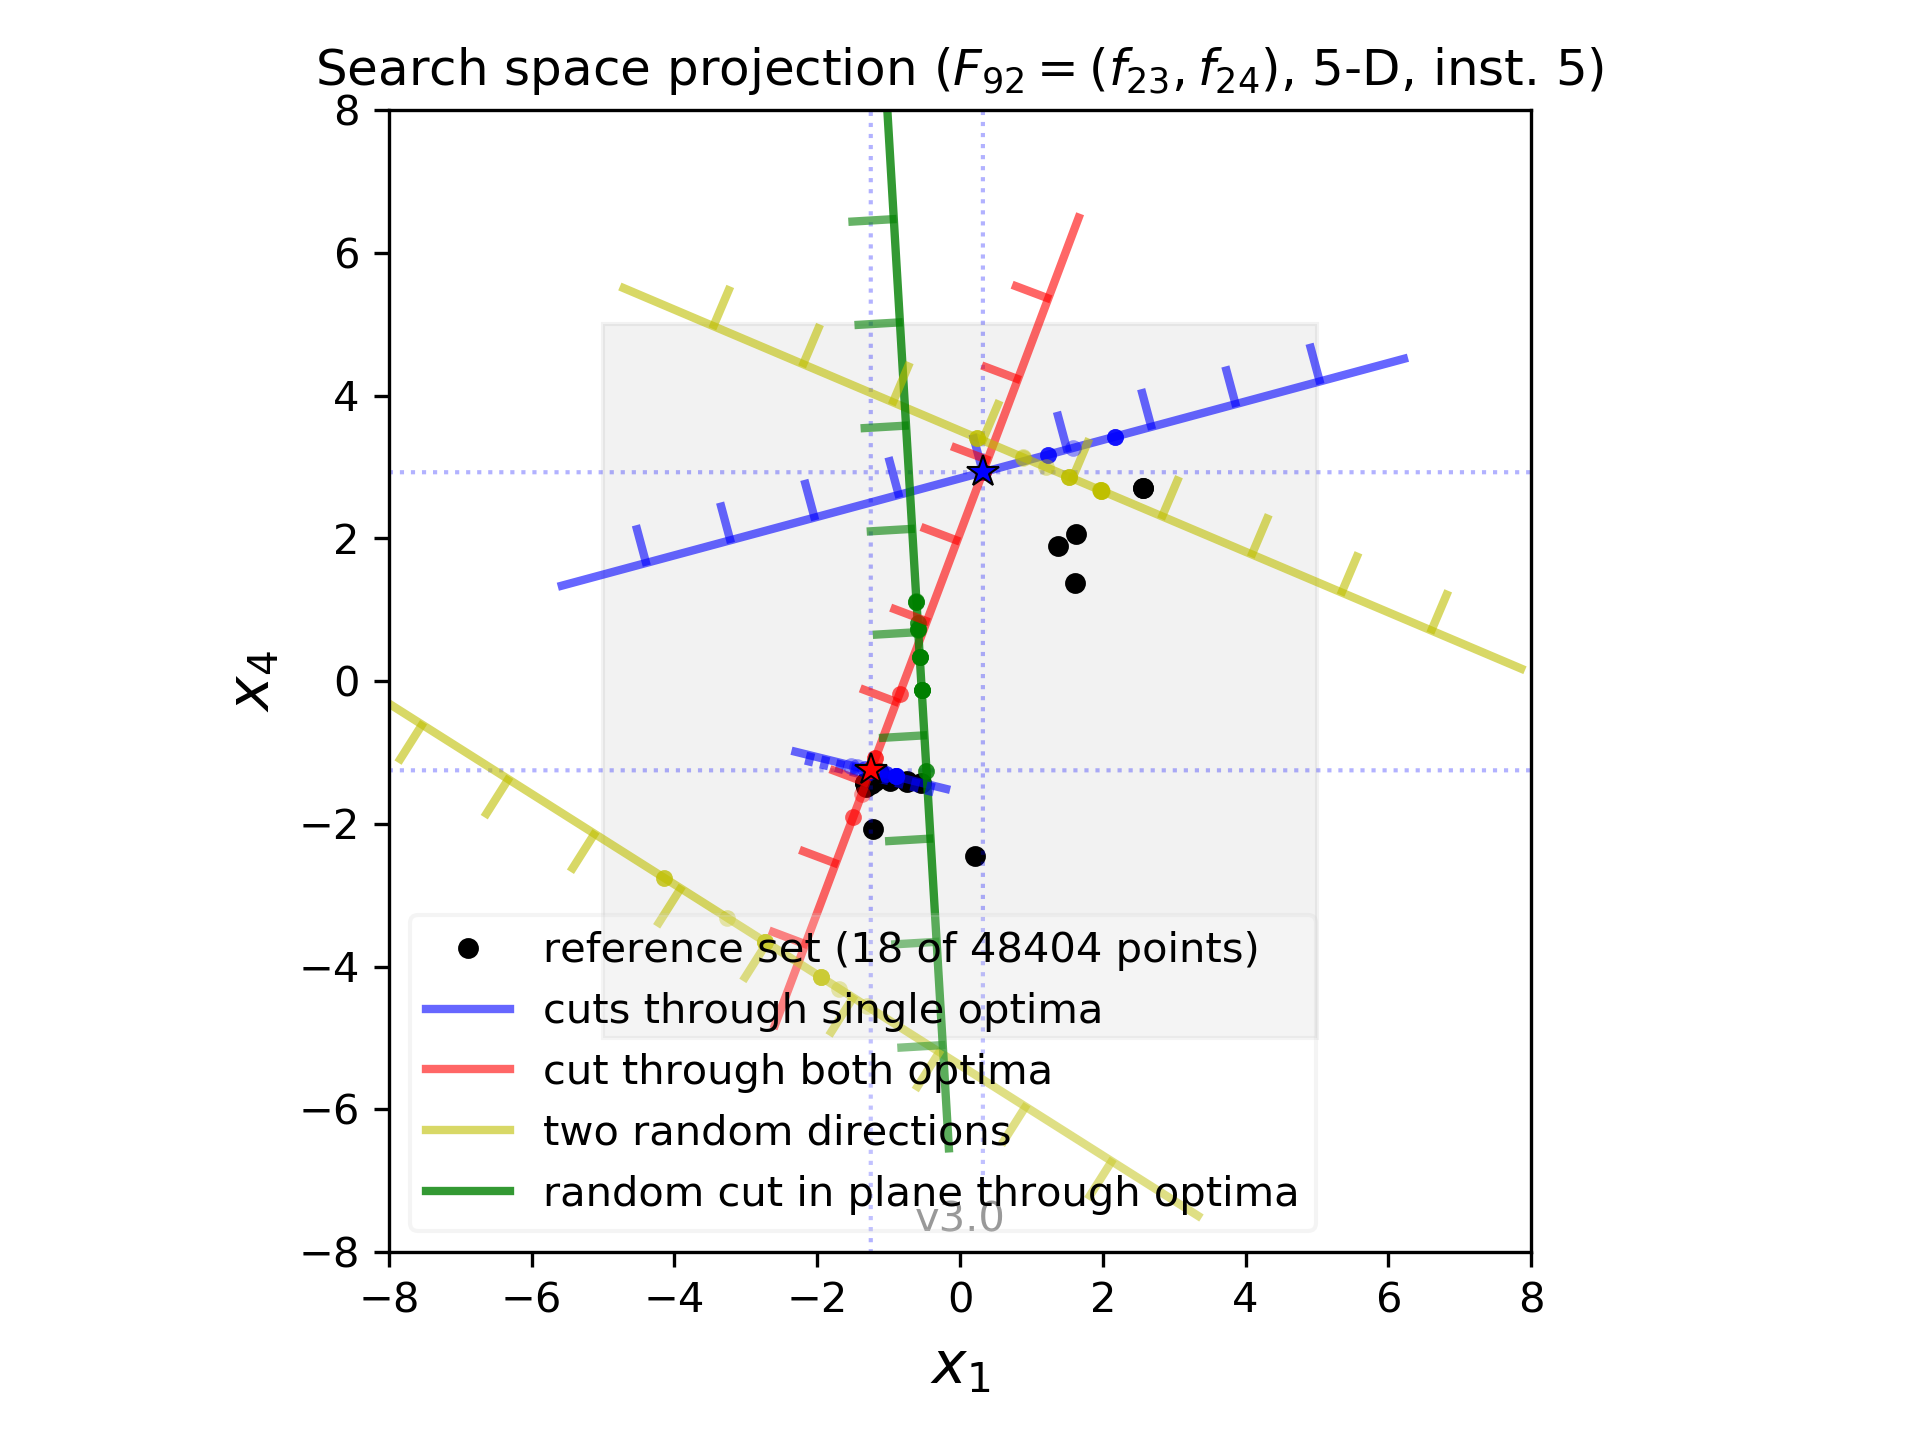 Search space projection (F₉₂ = (f₂₃, f₂₄), 5-D, inst. 5)
8
6
4
2
0
−2
−4
−6
−8
x₄
reference set (18 of 48404 points)
cuts through single optima
cut through both optima
two random directions
random cut in plane through optima
v3.0
−8 −6 −4 −2 0 2 4 6 8
x₁